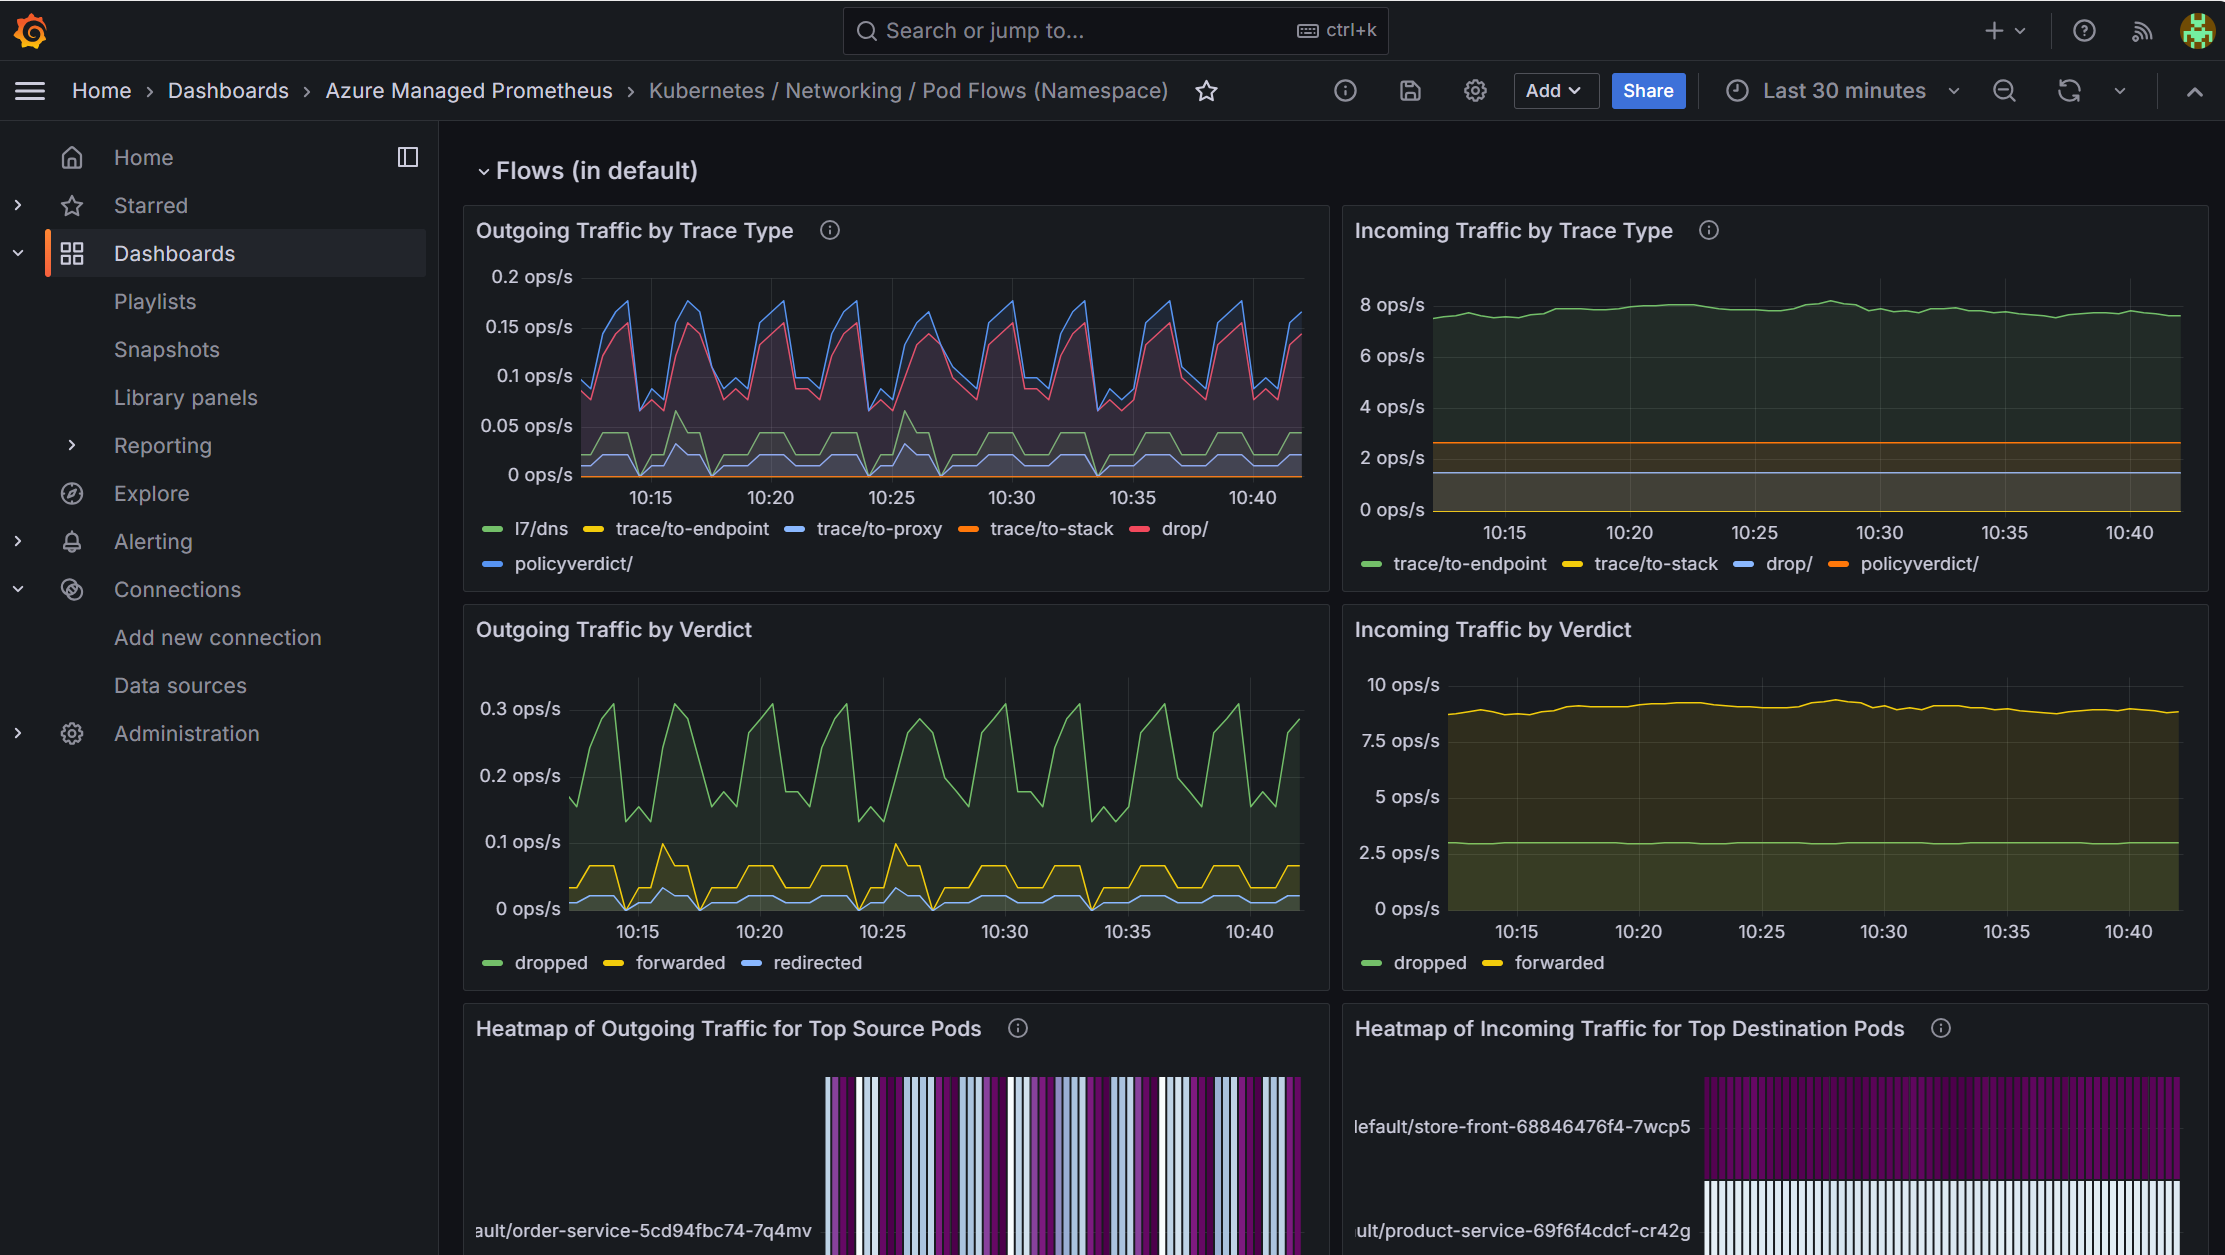 Search or jump to... ctrl+k
Home › Dashboards › Azure Managed Prometheus › Kubernetes / Networking / Pod Flows (Namespace)
Add
Share
Last 30 minutes
Home
Starred
Dashboards
Playlists
Snapshots
Library panels
Reporting
Explore
Alerting
Connections
Add new connection
Data sources
Administration
Flows (in default)
Outgoing Traffic by Trace Type
0.2 ops/s
0.15 ops/s
0.1 ops/s
0.05 ops/s
0 ops/s
10:15 10:20 10:25 10:30 10:35 10:40
l7/dns trace/to-endpoint trace/to-proxy trace/to-stack drop/
policyverdict/
Incoming Traffic by Trace Type
8 ops/s
6 ops/s
4 ops/s
2 ops/s
0 ops/s
10:15 10:20 10:25 10:30 10:35 10:40
trace/to-endpoint trace/to-stack drop/ policyverdict/
Outgoing Traffic by Verdict
0.3 ops/s
0.2 ops/s
0.1 ops/s
0 ops/s
10:15 10:20 10:25 10:30 10:35 10:40
dropped forwarded redirected
Incoming Traffic by Verdict
10 ops/s
7.5 ops/s
5 ops/s
2.5 ops/s
0 ops/s
10:15 10:20 10:25 10:30 10:35 10:40
dropped forwarded
Heatmap of Outgoing Traffic for Top Source Pods
ault/order-service-5cd94fbc74-7q4mv
Heatmap of Incoming Traffic for Top Destination Pods
lefault/store-front-68846476f4-7wcp5
ult/product-service-69f6f4cdcf-cr42g